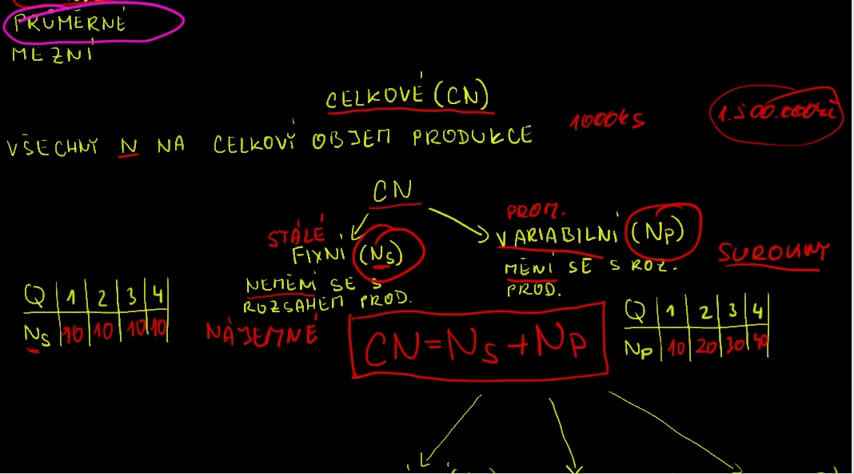 PRŮMĚRNÉ
MEZNÍ
CELKOVÉ (CN)
VŠECHNY N NA CELKOVÝ OBJEM PRODUKCE
1000ks
1.500.000Kč
CN
STÁLÉ
FIXNÍ (NS)
NEMĚNÍ SE S
ROZSAHEM PROD.
NÁJEMNÉ
PROM.
VARIABILNÍ (NP)
MĚNÍ SE S ROZ.
PROD.
SUROVINY
Q 1 2 3 4
NS 10 10 10 10
CN = NS + NP
Q 1 2 3 4
NP 10 20 30 40